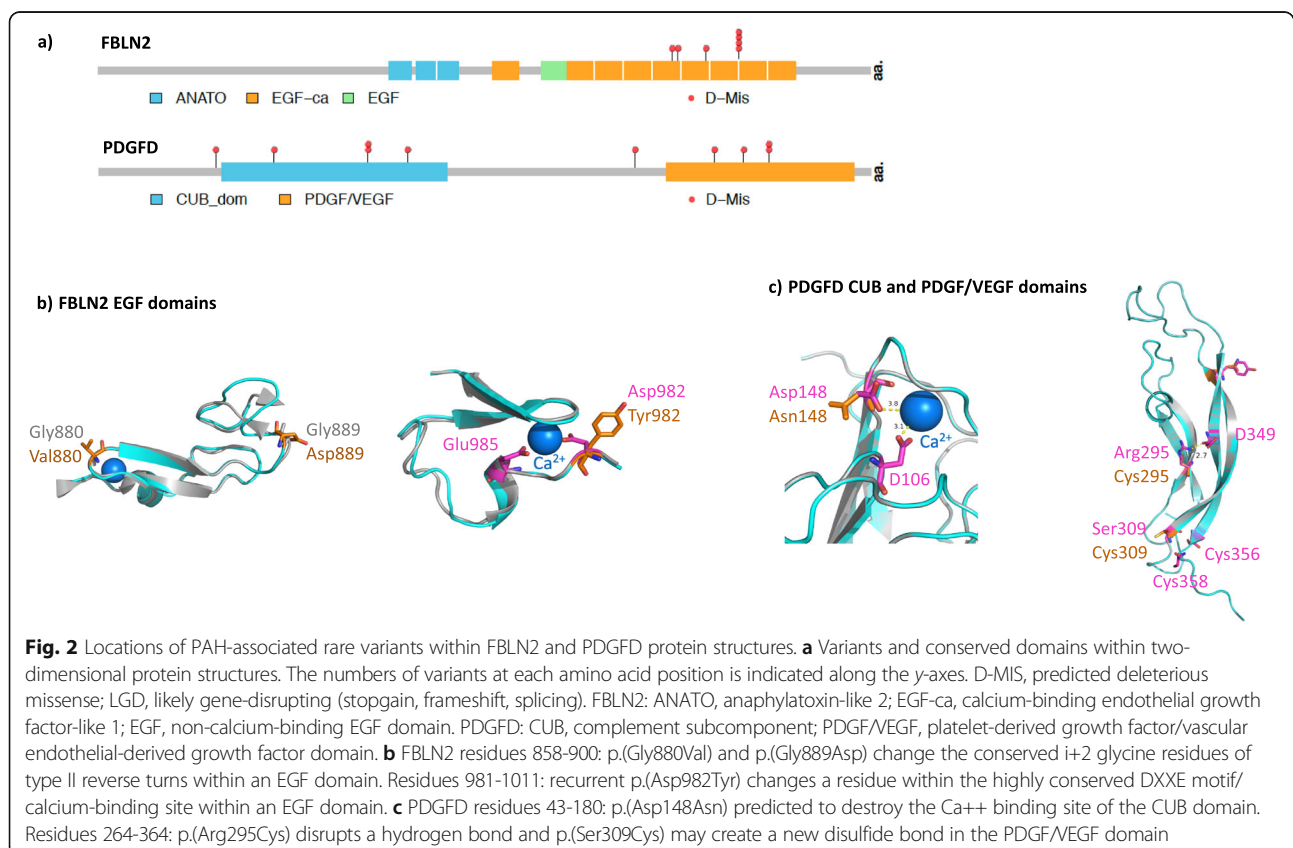 a) FBLN2
aa.
ANATO EGF-ca EGF D-Mis
PDGFD
aa.
CUB_dom PDGF/VEGF D-Mis
b) FBLN2 EGF domains
Gly880
Val880
Gly889
Asp889
Asp982
Tyr982
Glu985
Ca2+
c) PDGFD CUB and PDGF/VEGF domains
Asp148
Asn148
3.8
3.1
Ca2+
D106
D349
Arg295
2.7
Cys295
Ser309
Cys309
Cys356
Cys358
Fig. 2 Locations of PAH-associated rare variants within FBLN2 and PDGFD protein structures. a Variants and conserved domains within two-
dimensional protein structures. The numbers of variants at each amino acid position is indicated along the y-axes. D-MIS, predicted deleterious
missense; LGD, likely gene-disrupting (stopgain, frameshift, splicing). FBLN2: ANATO, anaphylatoxin-like 2; EGF-ca, calcium-binding endothelial growth
factor-like 1; EGF, non-calcium-binding EGF domain. PDGFD: CUB, complement subcomponent; PDGF/VEGF, platelet-derived growth factor/vascular
endothelial-derived growth factor domain. b FBLN2 residues 858-900: p.(Gly880Val) and p.(Gly889Asp) change the conserved i+2 glycine residues of
type II reverse turns within an EGF domain. Residues 981-1011: recurrent p.(Asp982Tyr) changes a residue within the highly conserved DXXE motif/
calcium-binding site within an EGF domain. c PDGFD residues 43-180: p.(Asp148Asn) predicted to destroy the Ca++ binding site of the CUB domain.
Residues 264-364: p.(Arg295Cys) disrupts a hydrogen bond and p.(Ser309Cys) may create a new disulfide bond in the PDGF/VEGF domain